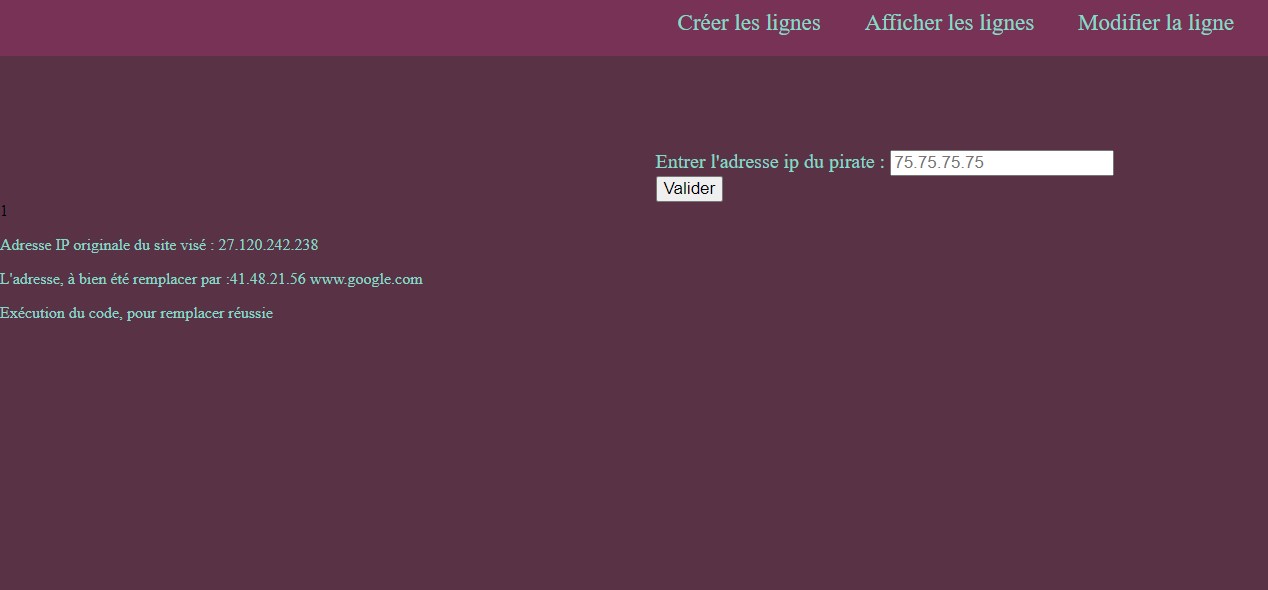 Créer les lignes Afficher les lignes Modifier la ligne
Entrer l'adresse ip du pirate : 75.75.75.75
Valider
1
Adresse IP originale du site visé : 27.120.242.238
L'adresse, à bien été remplacer par :41.48.21.56 www.google.com
Exécution du code, pour remplacer réussie